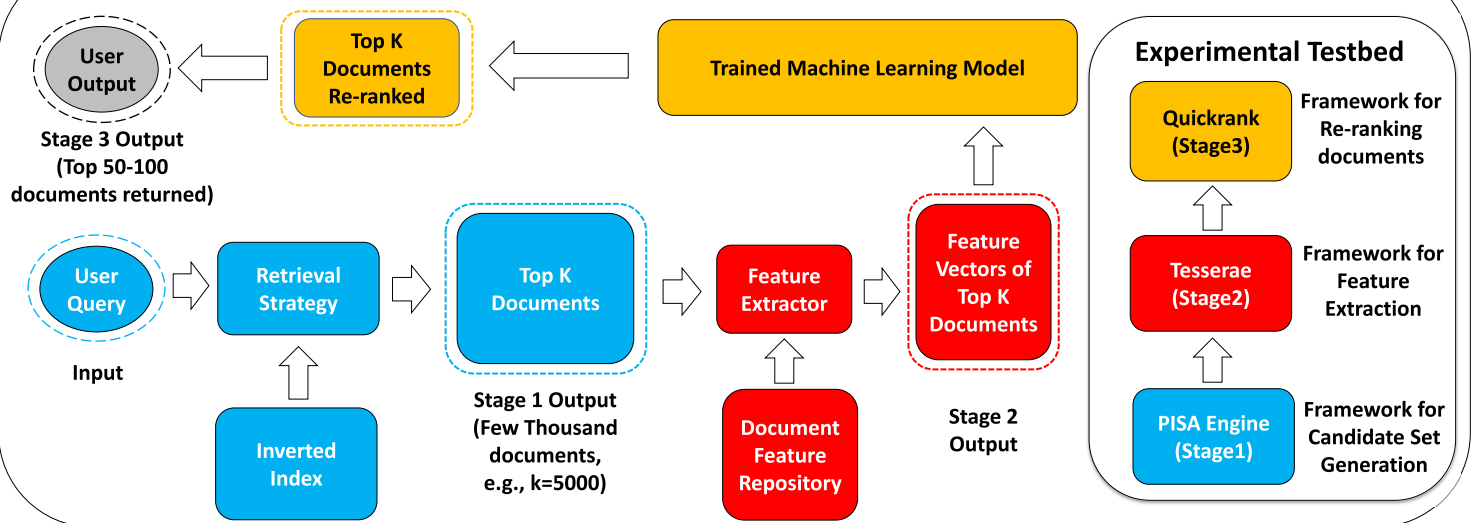 User
Output
Stage 3 Output
(Top 50-100
documents returned)
Top K
Documents
Re-ranked
Trained Machine Learning Model
User
Query
Input
Retrieval
Strategy
Inverted
Index
Top K
Documents
Stage 1 Output
(Few Thousand
documents,
e.g., k=5000)
Feature
Extractor
Document
Feature
Repository
Feature
Vectors of
Top K
Documents
Stage 2
Output
Experimental Testbed
Quickrank
(Stage3)
Framework for
Re-ranking
documents
Tesserae
(Stage2)
Framework for
Feature
Extraction
PISA Engine
(Stage1)
Framework for
Candidate Set
Generation